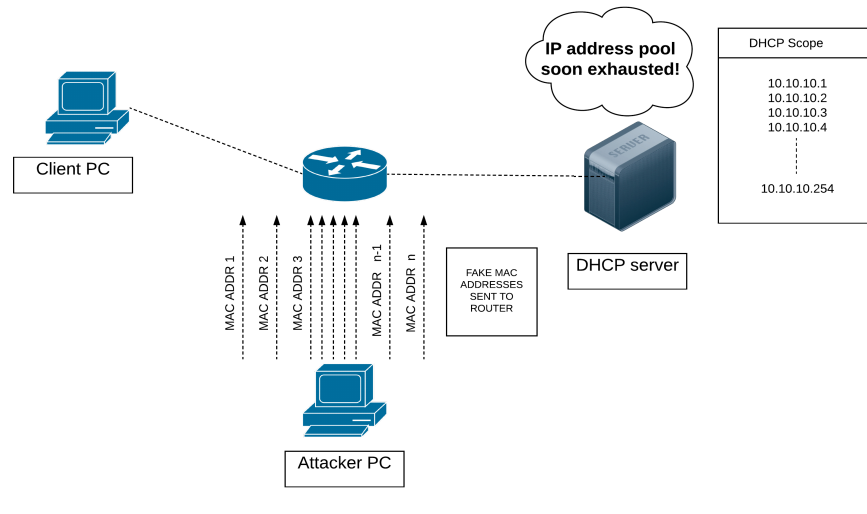 IP address pool
soon exhausted!
DHCP Scope
10.10.10.1
10.10.10.2
10.10.10.3
10.10.10.4
10.10.10.254
Client PC
SERVER
DHCP server
MAC ADDR 1
MAC ADDR 2
MAC ADDR 3
MAC ADDR n-1
MAC ADDR n
FAKE MAC
ADDRESSES
SENT TO
ROUTER
Attacker PC